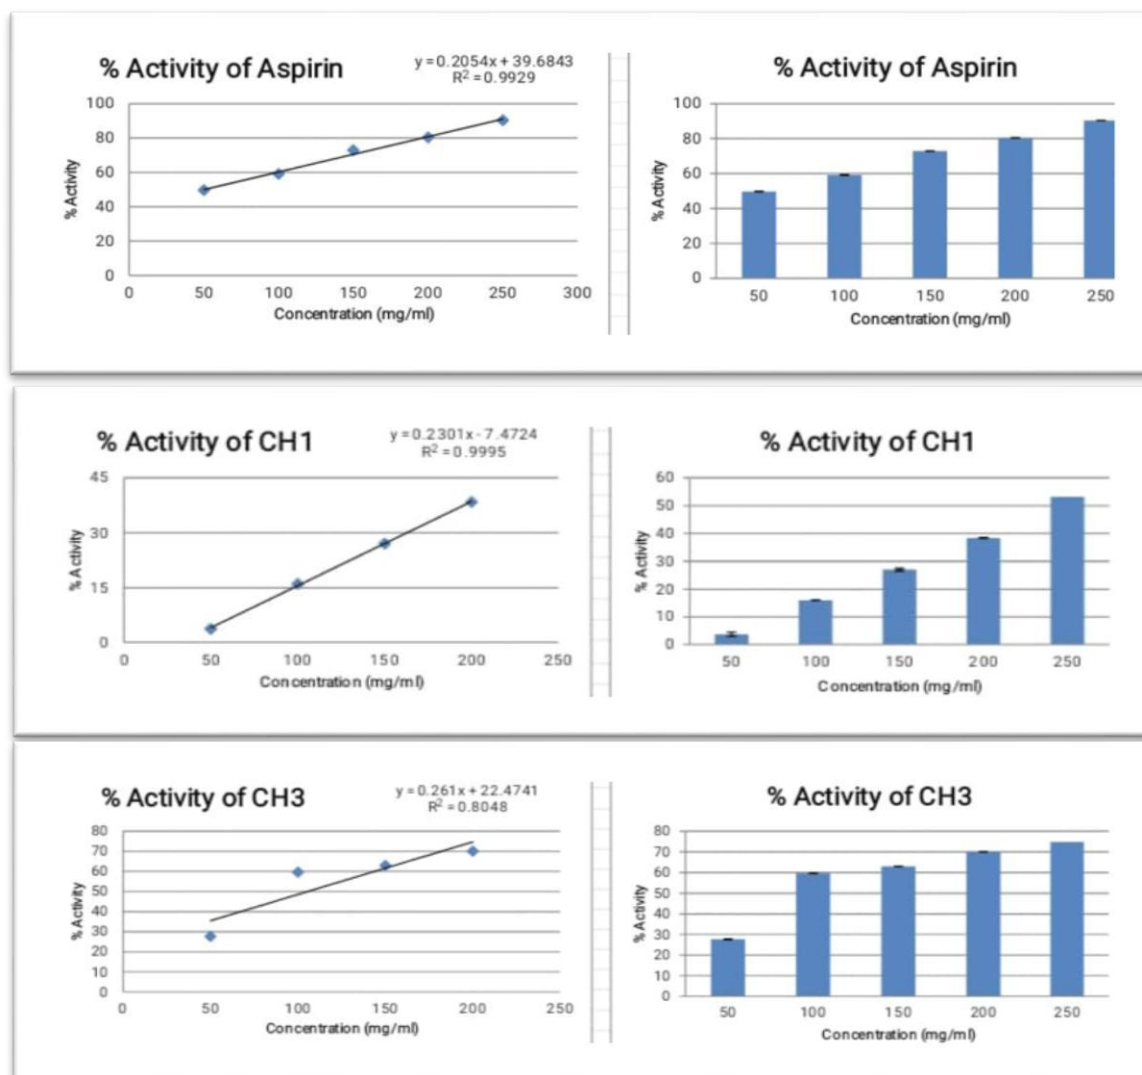 % Activity of Aspirin
y=0.2054x+39.6843
R²=0.9929
100
80
60
40
20
0
% Activity
0 50 100 150 200 250 300
Concentration (mg/ml)
% Activity of Aspirin
100
80
60
40
20
0
% Activity
50 100 150 200 250
Concentration (mg/ml)
% Activity of CH1
y=0.2301x-7.4724
R²=0.9995
45
30
15
0
% Activity
0 50 100 150 200 250
Concentration (mg/ml)
% Activity of CH1
60
50
40
30
20
10
0
% Activity
50 100 150 200 250
Concentration (mg/ml)
% Activity of CH3
y=0.261x+22.4741
R²=0.8048
80
70
60
50
40
30
20
10
0
% Activity
0 50 100 150 200 250
Concentration (mg/ml)
% Activity of CH3
80
70
60
50
40
30
20
10
0
% Activity
50 100 150 200 250
Concentration (mg/ml)